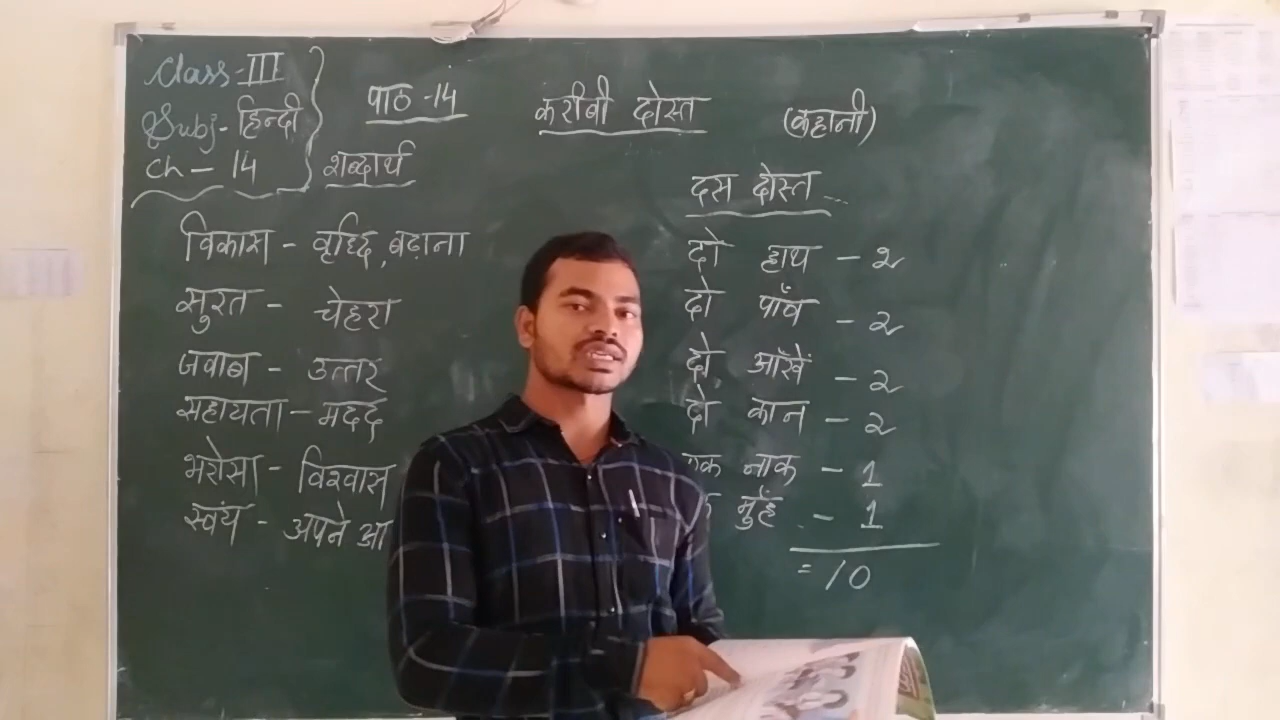 Class - III
Subj - हिन्दी
Ch - 14
पाठ - 14
करीबी दोस्त
(कहानी)
शब्दार्थ
विकास - वृध्दि, बढ़ाना
सुरत - चेहरा
जवाब - उत्तर
सहायता - मदद
भरोसा - विश्वास
स्वंय - अपने आ
दस दोस्त...
दो हाथ - 2
दो पाँव - 2
दो आँखें - 2
दो कान - 2
एक नाक - 1
मुँह - 1
= 10